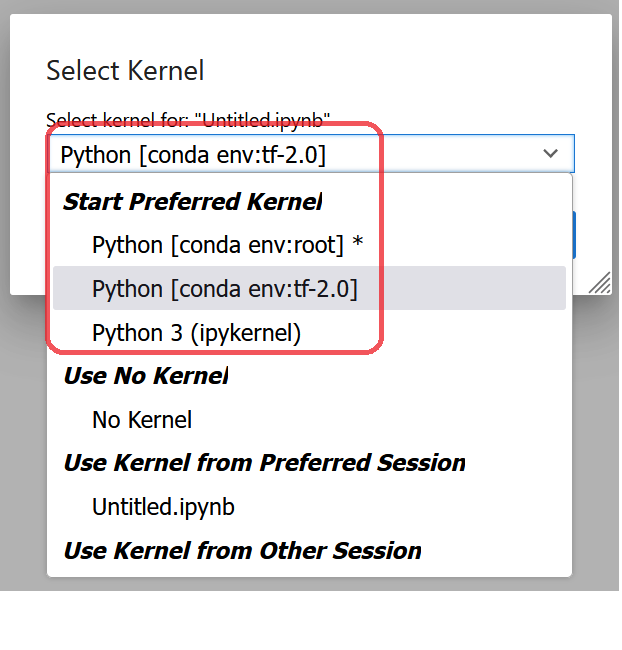 Select Kernel
Select kernel for: "Untitled.ipynb"
Python [conda env:tf-2.0]
Start Preferred Kernel
Python [conda env:root] *
Python [conda env:tf-2.0]
Python 3 (ipykernel)
Use No Kernel
No Kernel
Use Kernel from Preferred Session
Untitled.ipynb
Use Kernel from Other Session